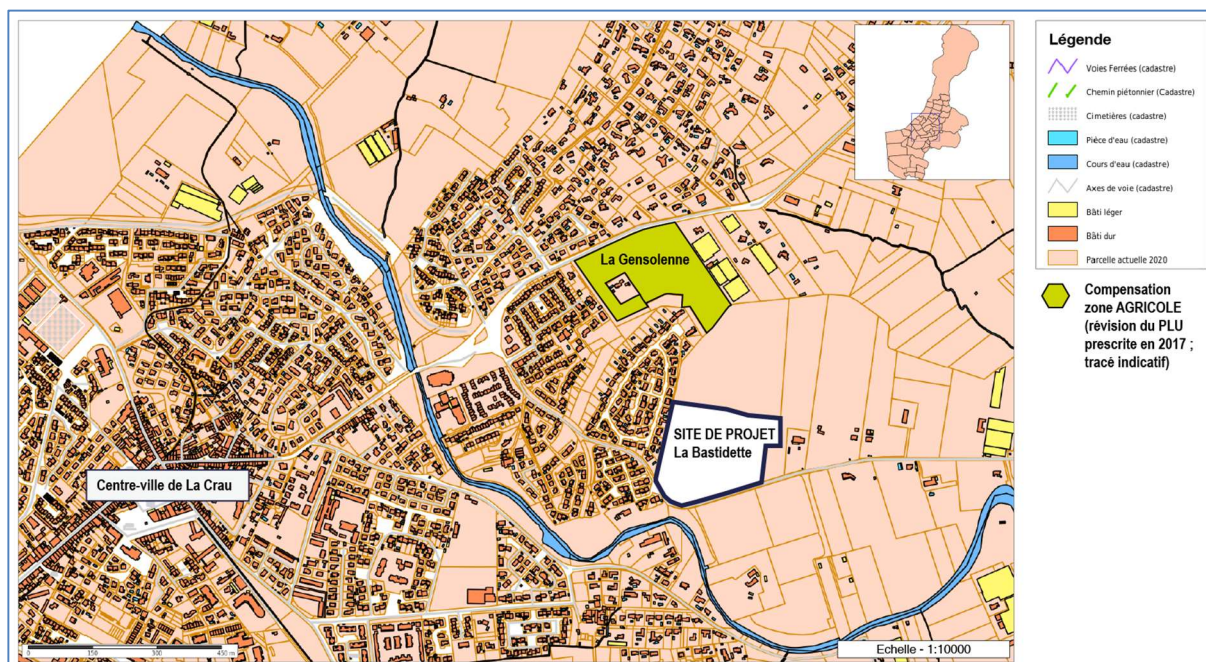 La Gensolenne
SITE DE PROJET
La Bastidette
Centre-ville de La Crau
0 150 300 450 m
Echelle - 1:10000
Légende
Voies Ferrées (cadastre)
Chemin piétonnier (Cadastre)
Cimetières (cadastre)
Pièce d'eau (cadastre)
Cours d'eau (cadastre)
Axes de voie (cadastre)
Bâti léger
Bâti dur
Parcelle actuelle 2020
Compensation
zone AGRICOLE
(révision du PLU
prescrite en 2017 ;
tracé indicatif)